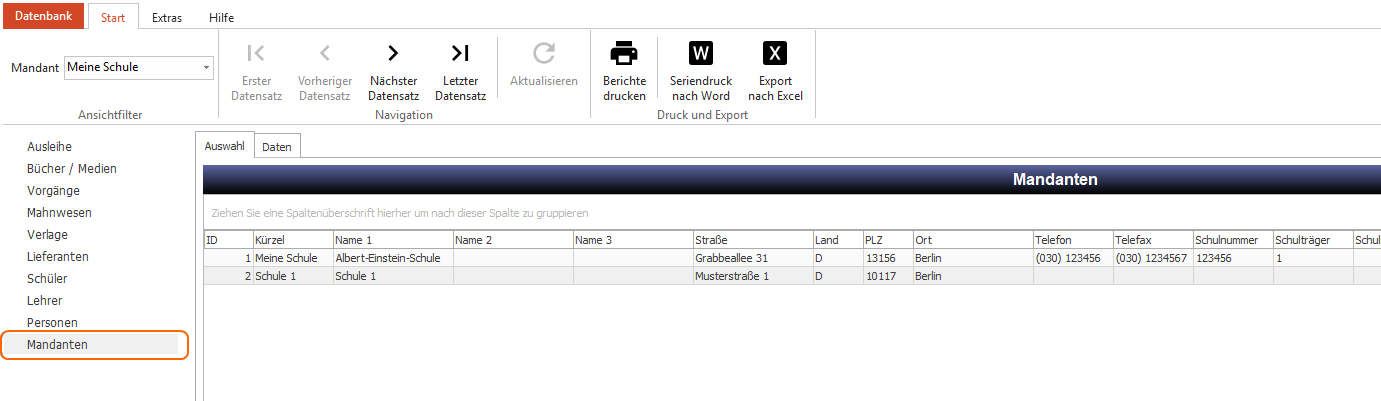 Datenbank Start Extras Hilfe
Mandant Meine Schule
Ansichtfilter
Erster
Datensatz
Vorheriger
Datensatz
Nächster
Datensatz
Letzter
Datensatz
Aktualisieren
Navigation
Berichte
drucken
W
Seriendruck
nach Word
X
Export
nach Excel
Druck und Export
Ausleihe
Bücher / Medien
Vorgänge
Mahnwesen
Verlage
Lieferanten
Schüler
Lehrer
Personen
Mandanten
Auswahl Daten
Mandanten
Ziehen Sie eine Spaltenüberschrift hierher um nach dieser Spalte zu gruppieren
ID Kürzel Name 1 Name 2 Name 3 Straße Land PLZ Ort Telefon Telefax Schulnummer Schulträger Schul
1 Meine Schule Albert-Einstein-Schule Grabbeallee 31 D 13156 Berlin (030) 123456 (030) 1234567 123456 1
2 Schule 1 Schule 1 Musterstraße 1 D 10117 Berlin